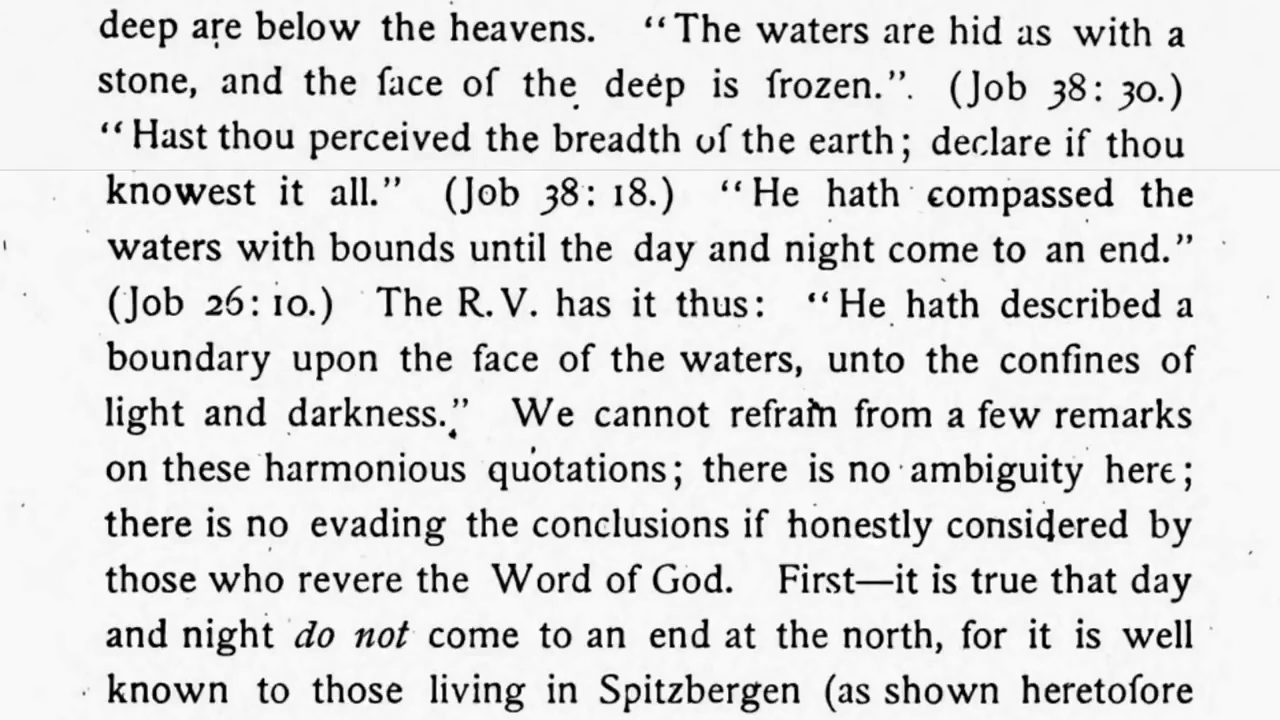 deep are below the heavens. “The waters are hid as with a
stone, and the face of the deep is frozen.” (Job 38: 30.)
“Hast thou perceived the breadth of the earth; declare if thou
knowest it all.” (Job 38: 18.) “He hath compassed the
waters with bounds until the day and night come to an end.”
(Job 26: 10.) The R. V. has it thus: “He hath described a
boundary upon the face of the waters, unto the confines of
light and darkness.” We cannot refrain from a few remarks
on these harmonious quotations; there is no ambiguity here;
there is no evading the conclusions if honestly considered by
those who revere the Word of God. First—it is true that day
and night do not come to an end at the north, for it is well
known to those living in Spitzbergen (as shown heretofore